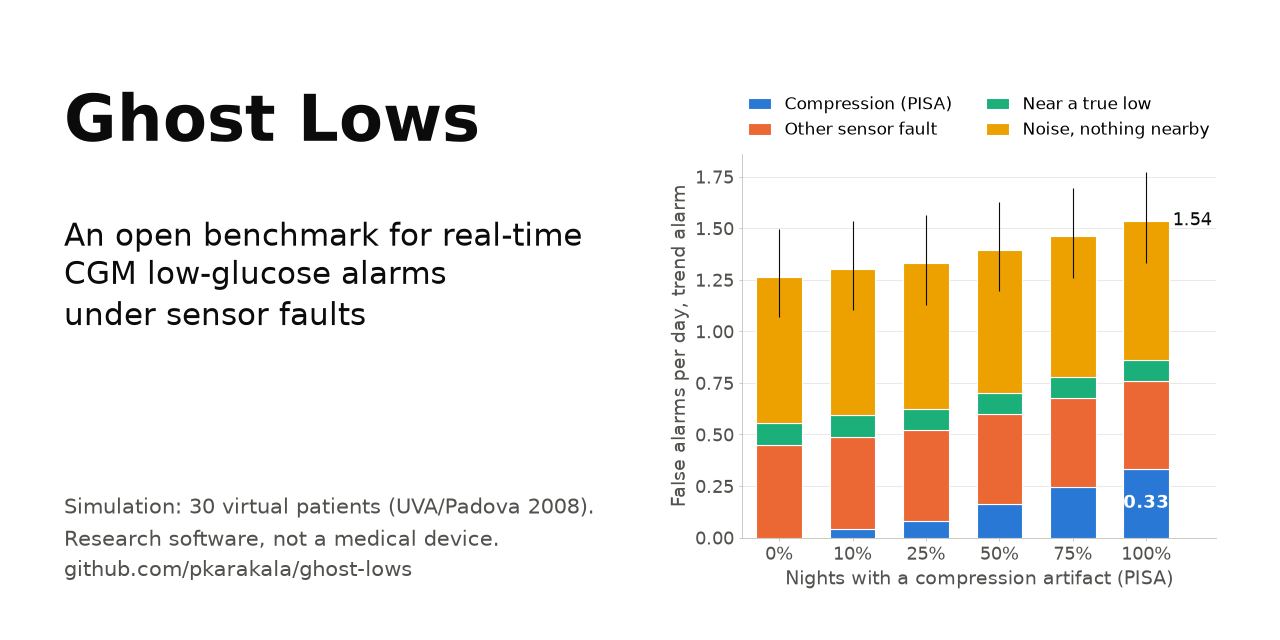 Ghost Lows
An open benchmark for real-time
CGM low-glucose alarms
under sensor faults
Simulation: 30 virtual patients (UVA/Padova 2008).
Research software, not a medical device.
github.com/pkarakala/ghost-lows
Compression (PISA)
Other sensor fault
Near a true low
Noise, nothing nearby
False alarms per day, trend alarm
1.75
1.50
1.25
1.00
0.75
0.50
0.25
0.00
1.54
0.33
0% 10% 25% 50% 75% 100%
Nights with a compression artifact (PISA)